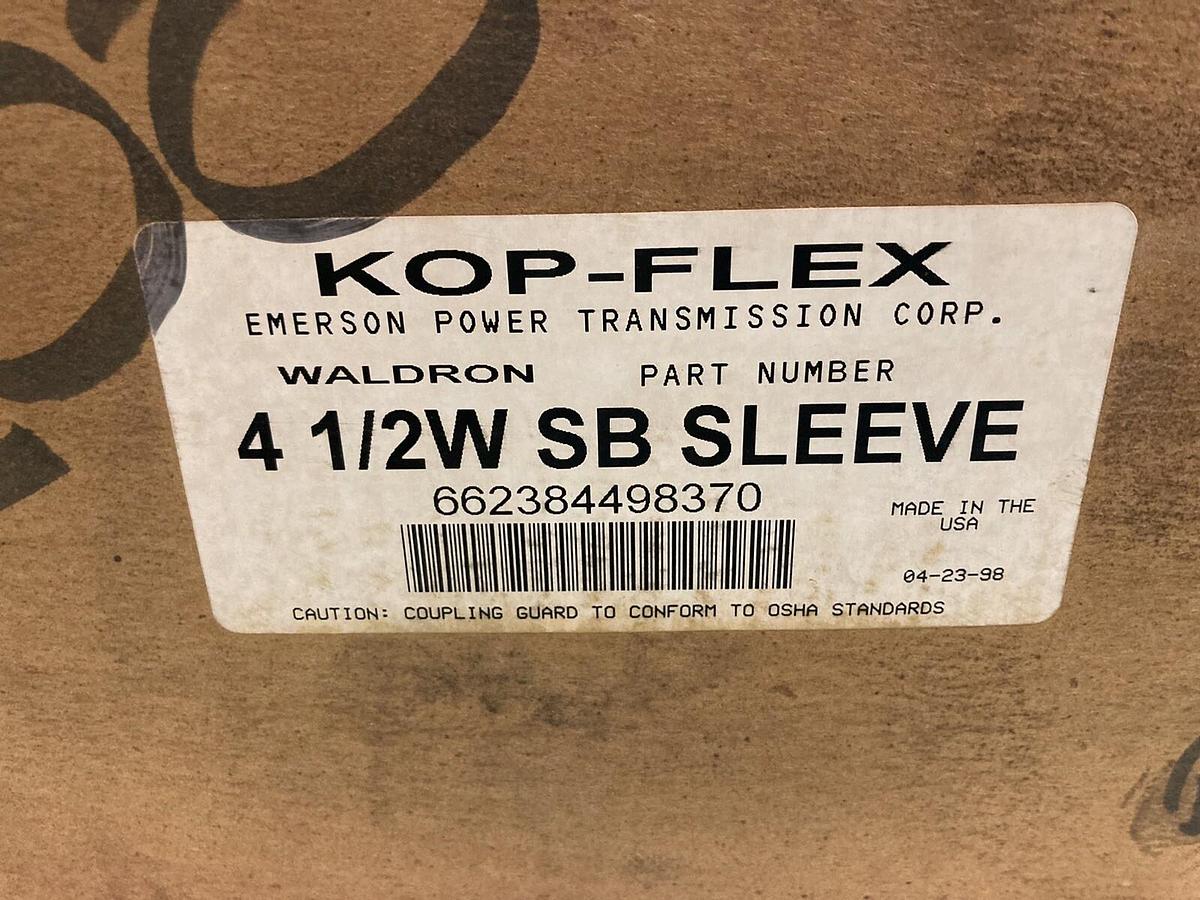 KOP-FLEX
EMERSON POWER TRANSMISSION CORP.
WALDRON PART NUMBER
4 1/2W SB SLEEVE
662384498370
MADE IN THE
USA
04-23-98
CAUTION: COUPLING GUARD TO CONFORM TO OSHA STANDARDS